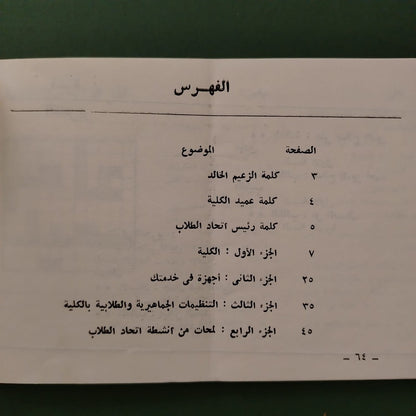 الفهــرس
الصفحة الموضوع
٣ كلمة الزعيم الخالد
٤ كلمة عميد الكلية
٥ كلمة رئيس اتحاد الطلاب
٧ الجزء الأول : الكلية
٢٥ الجزء الثانى : أجهزة فى خدمتك
٣٥ الجزء الثالث : التنظيمات الجماهيرية والطلابية بالكلية
٤٥ الجزء الرابع : لمحات من أنشطة اتحاد الطلاب
– ٦٤ –